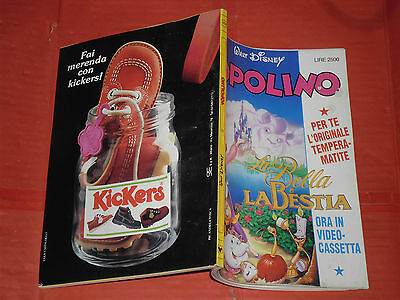 Fai
merenda
con
kickers!
KicKers
WALT DISNEY
LIRE 2500
POLINO
PER TE
L'ORIGINALE
TEMPERA-
MATITE
La Bella
e LA BESTIA
ORA IN
VIDEO-
CASSETTA